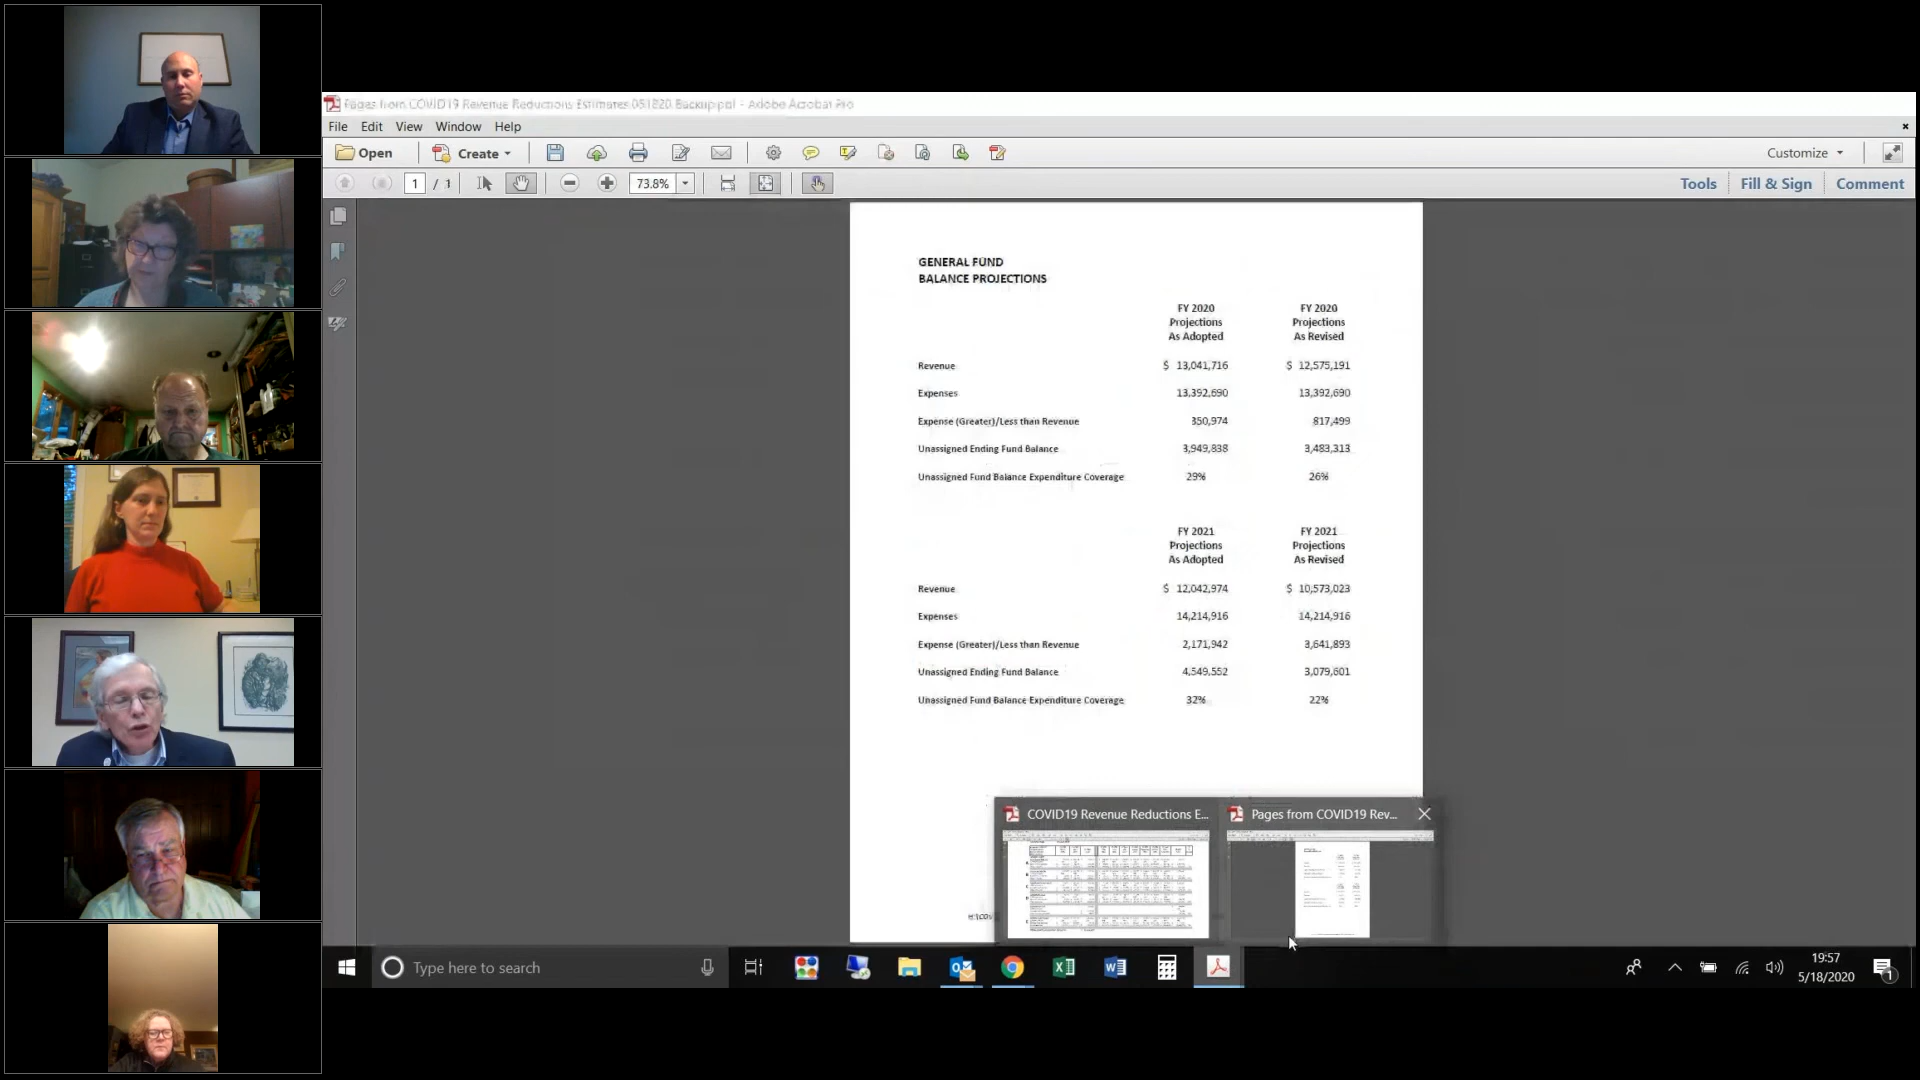 Pages from COVID19 Revenue Reductions Estimates 051820 Backup.pdf - Adobe Acrobat Pro
File Edit View Window Help
Open Create Customize
1 / 1 73.8% Tools Fill & Sign Comment
GENERAL FUND
BALANCE PROJECTIONS
FY 2020 FY 2020
Projections Projections
As Adopted As Revised
Revenue $ 13,041,716 $ 12,575,191
Expenses 13,392,690 13,392,690
Expense (Greater)/Less than Revenue 350,974 817,499
Unassigned Ending Fund Balance 3,949,838 3,483,313
Unassigned Fund Balance Expenditure Coverage 29% 26%
FY 2021 FY 2021
Projections Projections
As Adopted As Revised
Revenue $ 12,042,974 $ 10,573,023
Expenses 14,214,916 14,214,916
Expense (Greater)/Less than Revenue 2,171,942 3,641,893
Unassigned Ending Fund Balance 4,549,552 3,079,601
Unassigned Fund Balance Expenditure Coverage 32% 22%
COVID19 Revenue Reductions E... Pages from COVID19 Rev...
H:\COV
Type here to search
19:57
5/18/2020
1